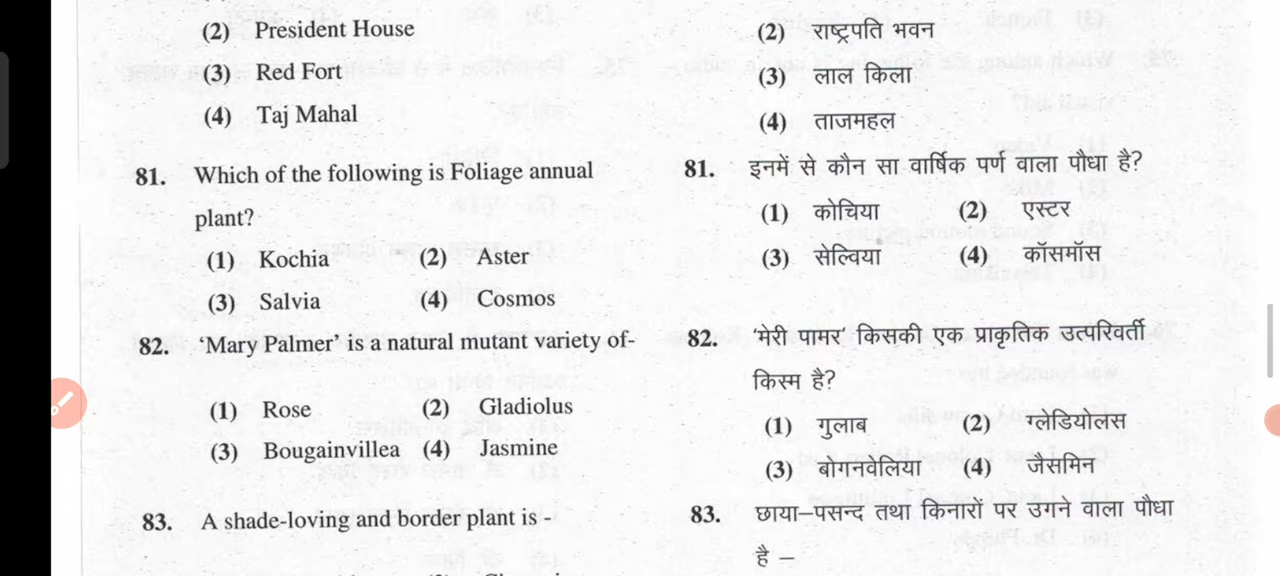 (2) President House
(3) Red Fort
(4) Taj Mahal
81. Which of the following is Foliage annual
plant?
(1) Kochia (2) Aster
(3) Salvia (4) Cosmos
82. ‘Mary Palmer’ is a natural mutant variety of-
(1) Rose (2) Gladiolus
(3) Bougainvillea (4) Jasmine
83. A shade-loving and border plant is -
(2) राष्ट्रपति भवन
(3) लाल किला
(4) ताजमहल
81. इनमें से कौन सा वार्षिक पर्ण वाला पौधा है?
(1) कोचिया (2) एस्टर
(3) सेल्विया (4) कॉसमॉस
82. ‘मेरी पामर’ किसकी एक प्राकृतिक उत्परिवर्ती
किस्म है?
(1) गुलाब (2) ग्लेडियोलस
(3) बोगनवेलिया (4) जैसमिन
83. छाया–पसन्द तथा किनारों पर उगने वाला पौधा
है –